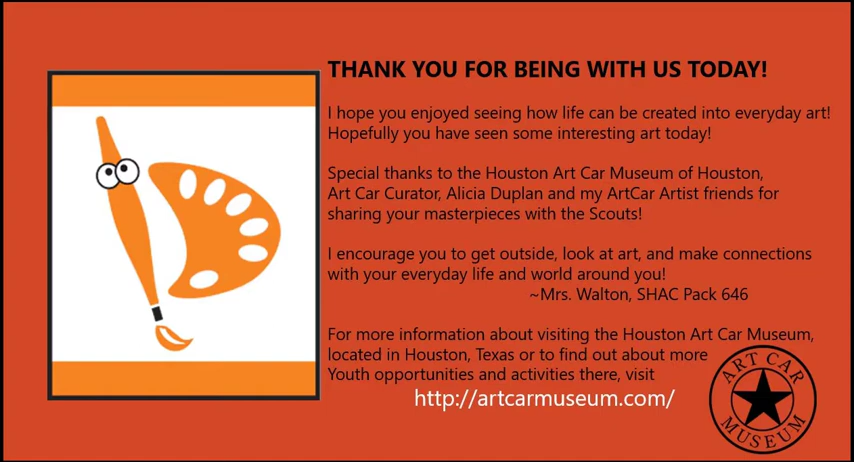 THANK YOU FOR BEING WITH US TODAY!
I hope you enjoyed seeing how life can be created into everyday art!
Hopefully you have seen some interesting art today!
Special thanks to the Houston Art Car Museum of Houston,
Art Car Curator, Alicia Duplan and my ArtCar Artist friends for
sharing your masterpieces with the Scouts!
I encourage you to get outside, look at art, and make connections
with your everyday life and world around you!
~Mrs. Walton, SHAC Pack 646
For more information about visiting the Houston Art Car Museum,
located in Houston, Texas or to find out about more
Youth opportunities and activities there, visit
http://artcarmuseum.com/
ART CAR
MUSEUM